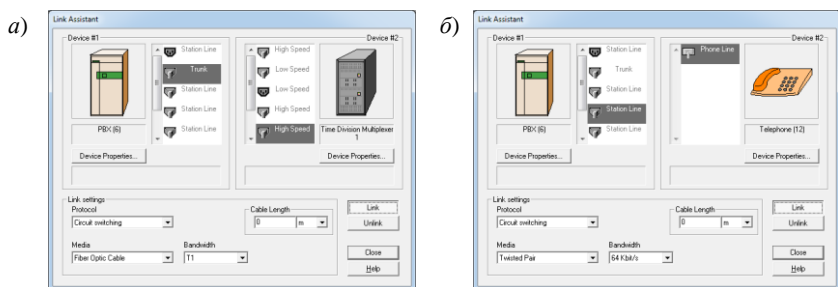 а)
Link Assistant
Device #1
Device #2
Station Line
Trunk
Station Line
Station Line
Station Line
High Speed
Low Speed
Low Speed
High Speed
High Speed
PBX (6)
Time Division Multiplexer 1
Device Properties...
Device Properties...
Link settings
Protocol
Circuit switching
Cable Length
0 m
Media
Fiber Optic Cable
Bandwidth
T1
Link
Unlink
Close
Help
б)
Link Assistant
Device #1
Device #2
Station Line
Trunk
Station Line
Station Line
Station Line
Phone Line
PBX (6)
Telephone (12)
Device Properties...
Device Properties...
Link settings
Protocol
Circuit switching
Cable Length
0 m
Media
Twisted Pair
Bandwidth
64 Kbit/s
Link
Unlink
Close
Help